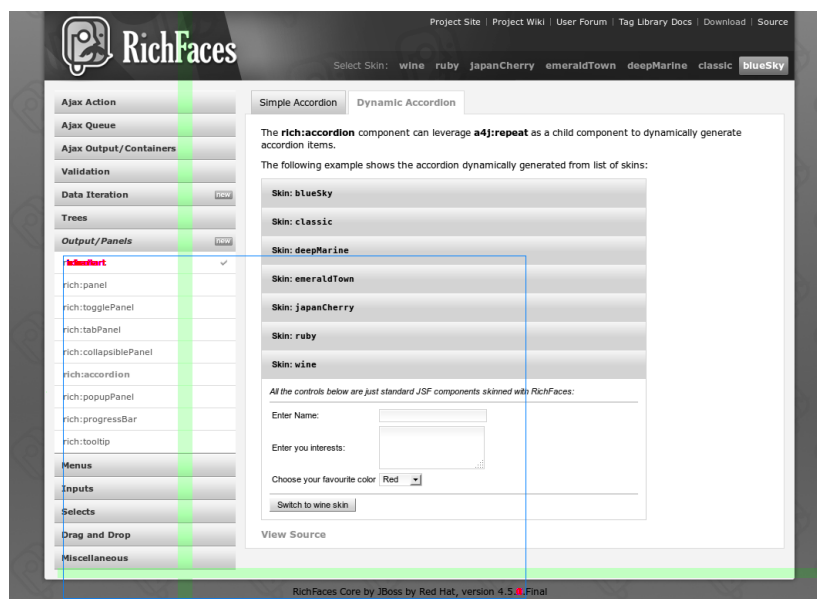 Project Site | Project Wiki | User Forum | Tag Library Docs | Download | Source
RichFaces
Select Skin: wine ruby japanCherry emeraldTown deepMarine classic blueSky
Ajax Action
Ajax Queue
Ajax Output/Containers
Validation
Data Iteration new
Trees
Output/Panels new
rich:panel
rich:togglePanel
rich:tabPanel
rich:collapsiblePanel
rich:accordion
rich:popupPanel
rich:progressBar
rich:tooltip
Menus
Inputs
Selects
Drag and Drop
Miscellaneous
Simple Accordion Dynamic Accordion
The rich:accordion component can leverage a4j:repeat as a child component to dynamically generate
accordion items.
The following example shows the accordion dynamically generated from list of skins:
Skin: blueSky
Skin: classic
Skin: deepMarine
Skin: emeraldTown
Skin: japanCherry
Skin: ruby
Skin: wine
All the controls below are just standard JSF components skinned with RichFaces:
Enter Name:
Enter you interests:
Choose your favourite color Red
Switch to wine skin
View Source
RichFaces Core by JBoss by Red Hat, version 4.5. .Final